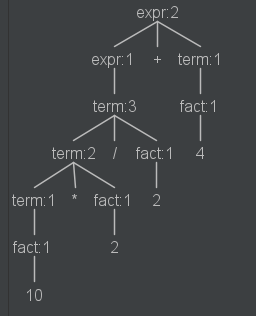 expr:2
expr:1 + term:1
term:3 fact:1
term:2 / fact:1 4
term:1 * fact:1 2
fact:1 2
10